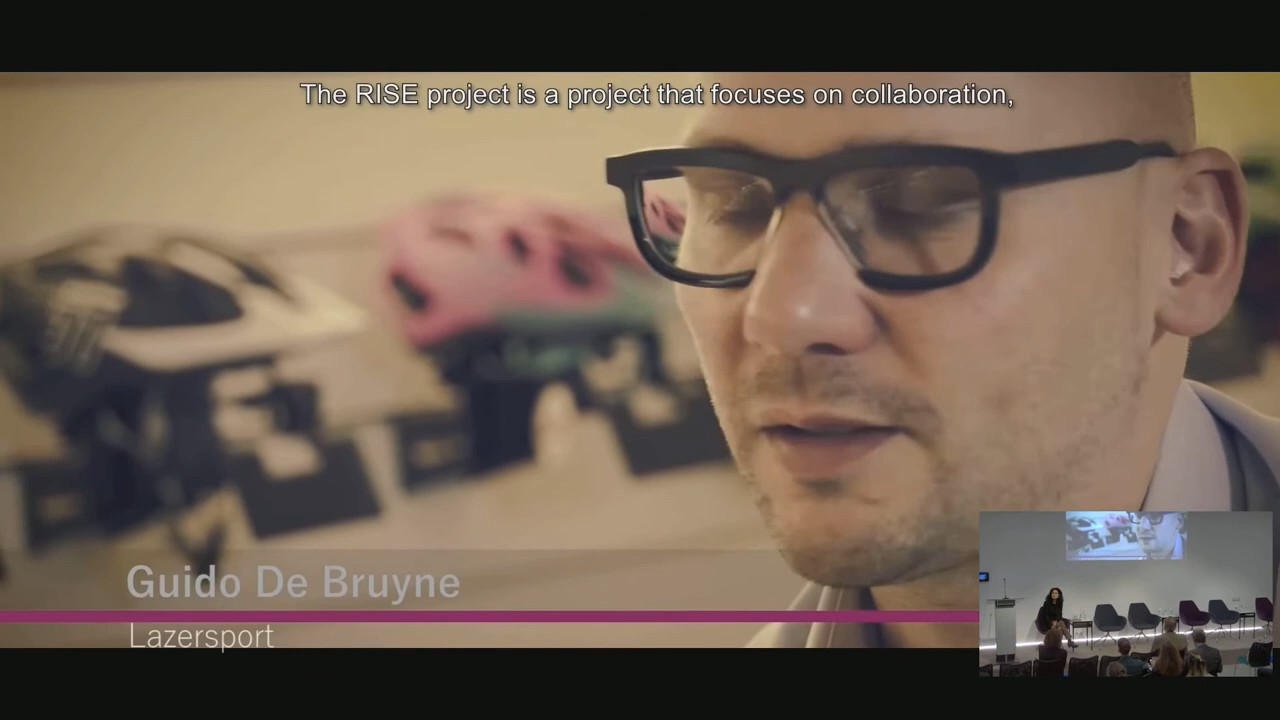 The RISE project is a project that focuses on collaboration,
Guido De Bruyne
Lazersport